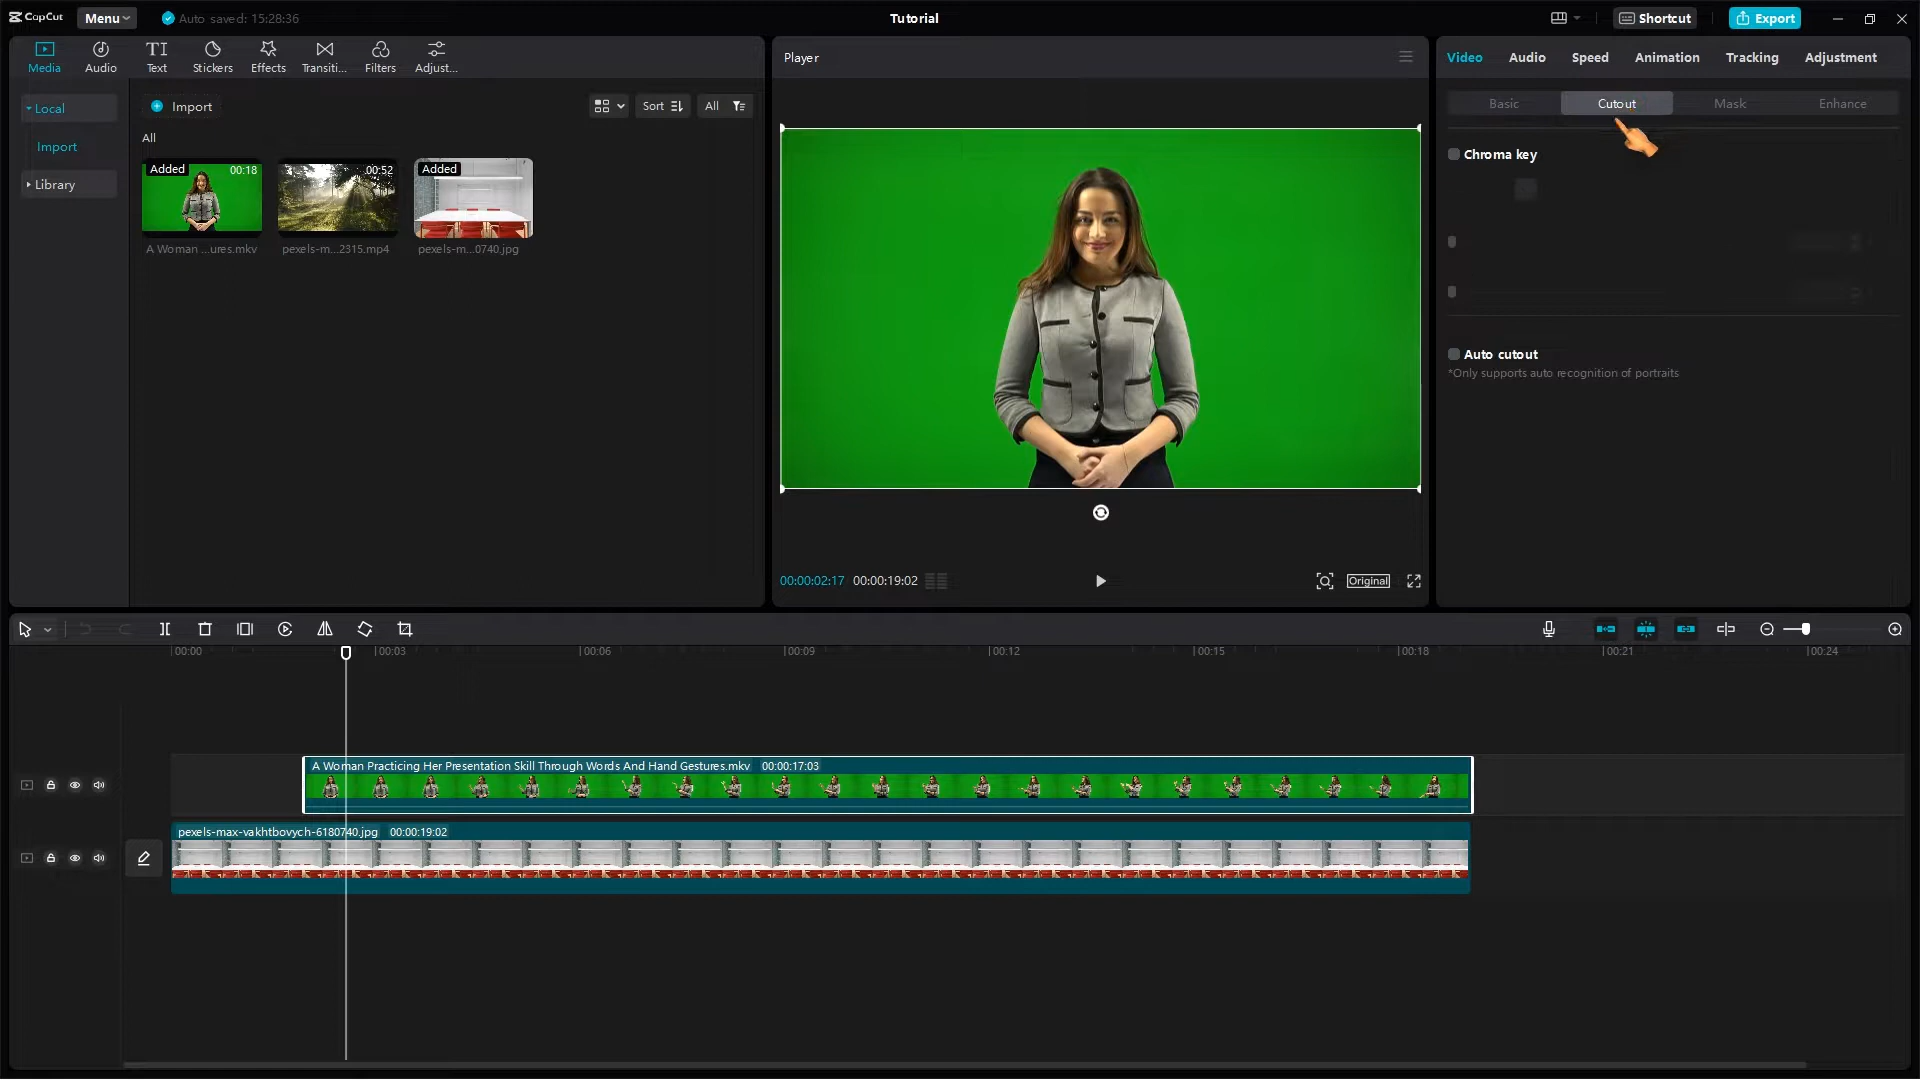 CapCut
Menu
Auto saved: 15:28:36
Tutorial
Shortcut
Export
Media
Audio
Text
Stickers
Effects
Transiti...
Filters
Adjust...
Local
Import
Library
Import
Sort
All
All
Added
00:18
00:52
Added
A Woman ...ures.mkv
pexels-m...2315.mp4
pexels-m...0740.jpg
Player
00:00:02:17
00:00:19:02
Original
Video
Audio
Speed
Animation
Tracking
Adjustment
Basic
Cutout
Mask
Enhance
Chroma key
Auto cutout
*Only supports auto recognition of portraits
00:00
00:03
00:06
00:09
00:12
00:15
00:18
00:21
00:24
A Woman Practicing Her Presentation Skill Through Words And Hand Gestures.mkv 00:00:17:03
pexels-max-vakhtbovych-6180740.jpg 00:00:19:02